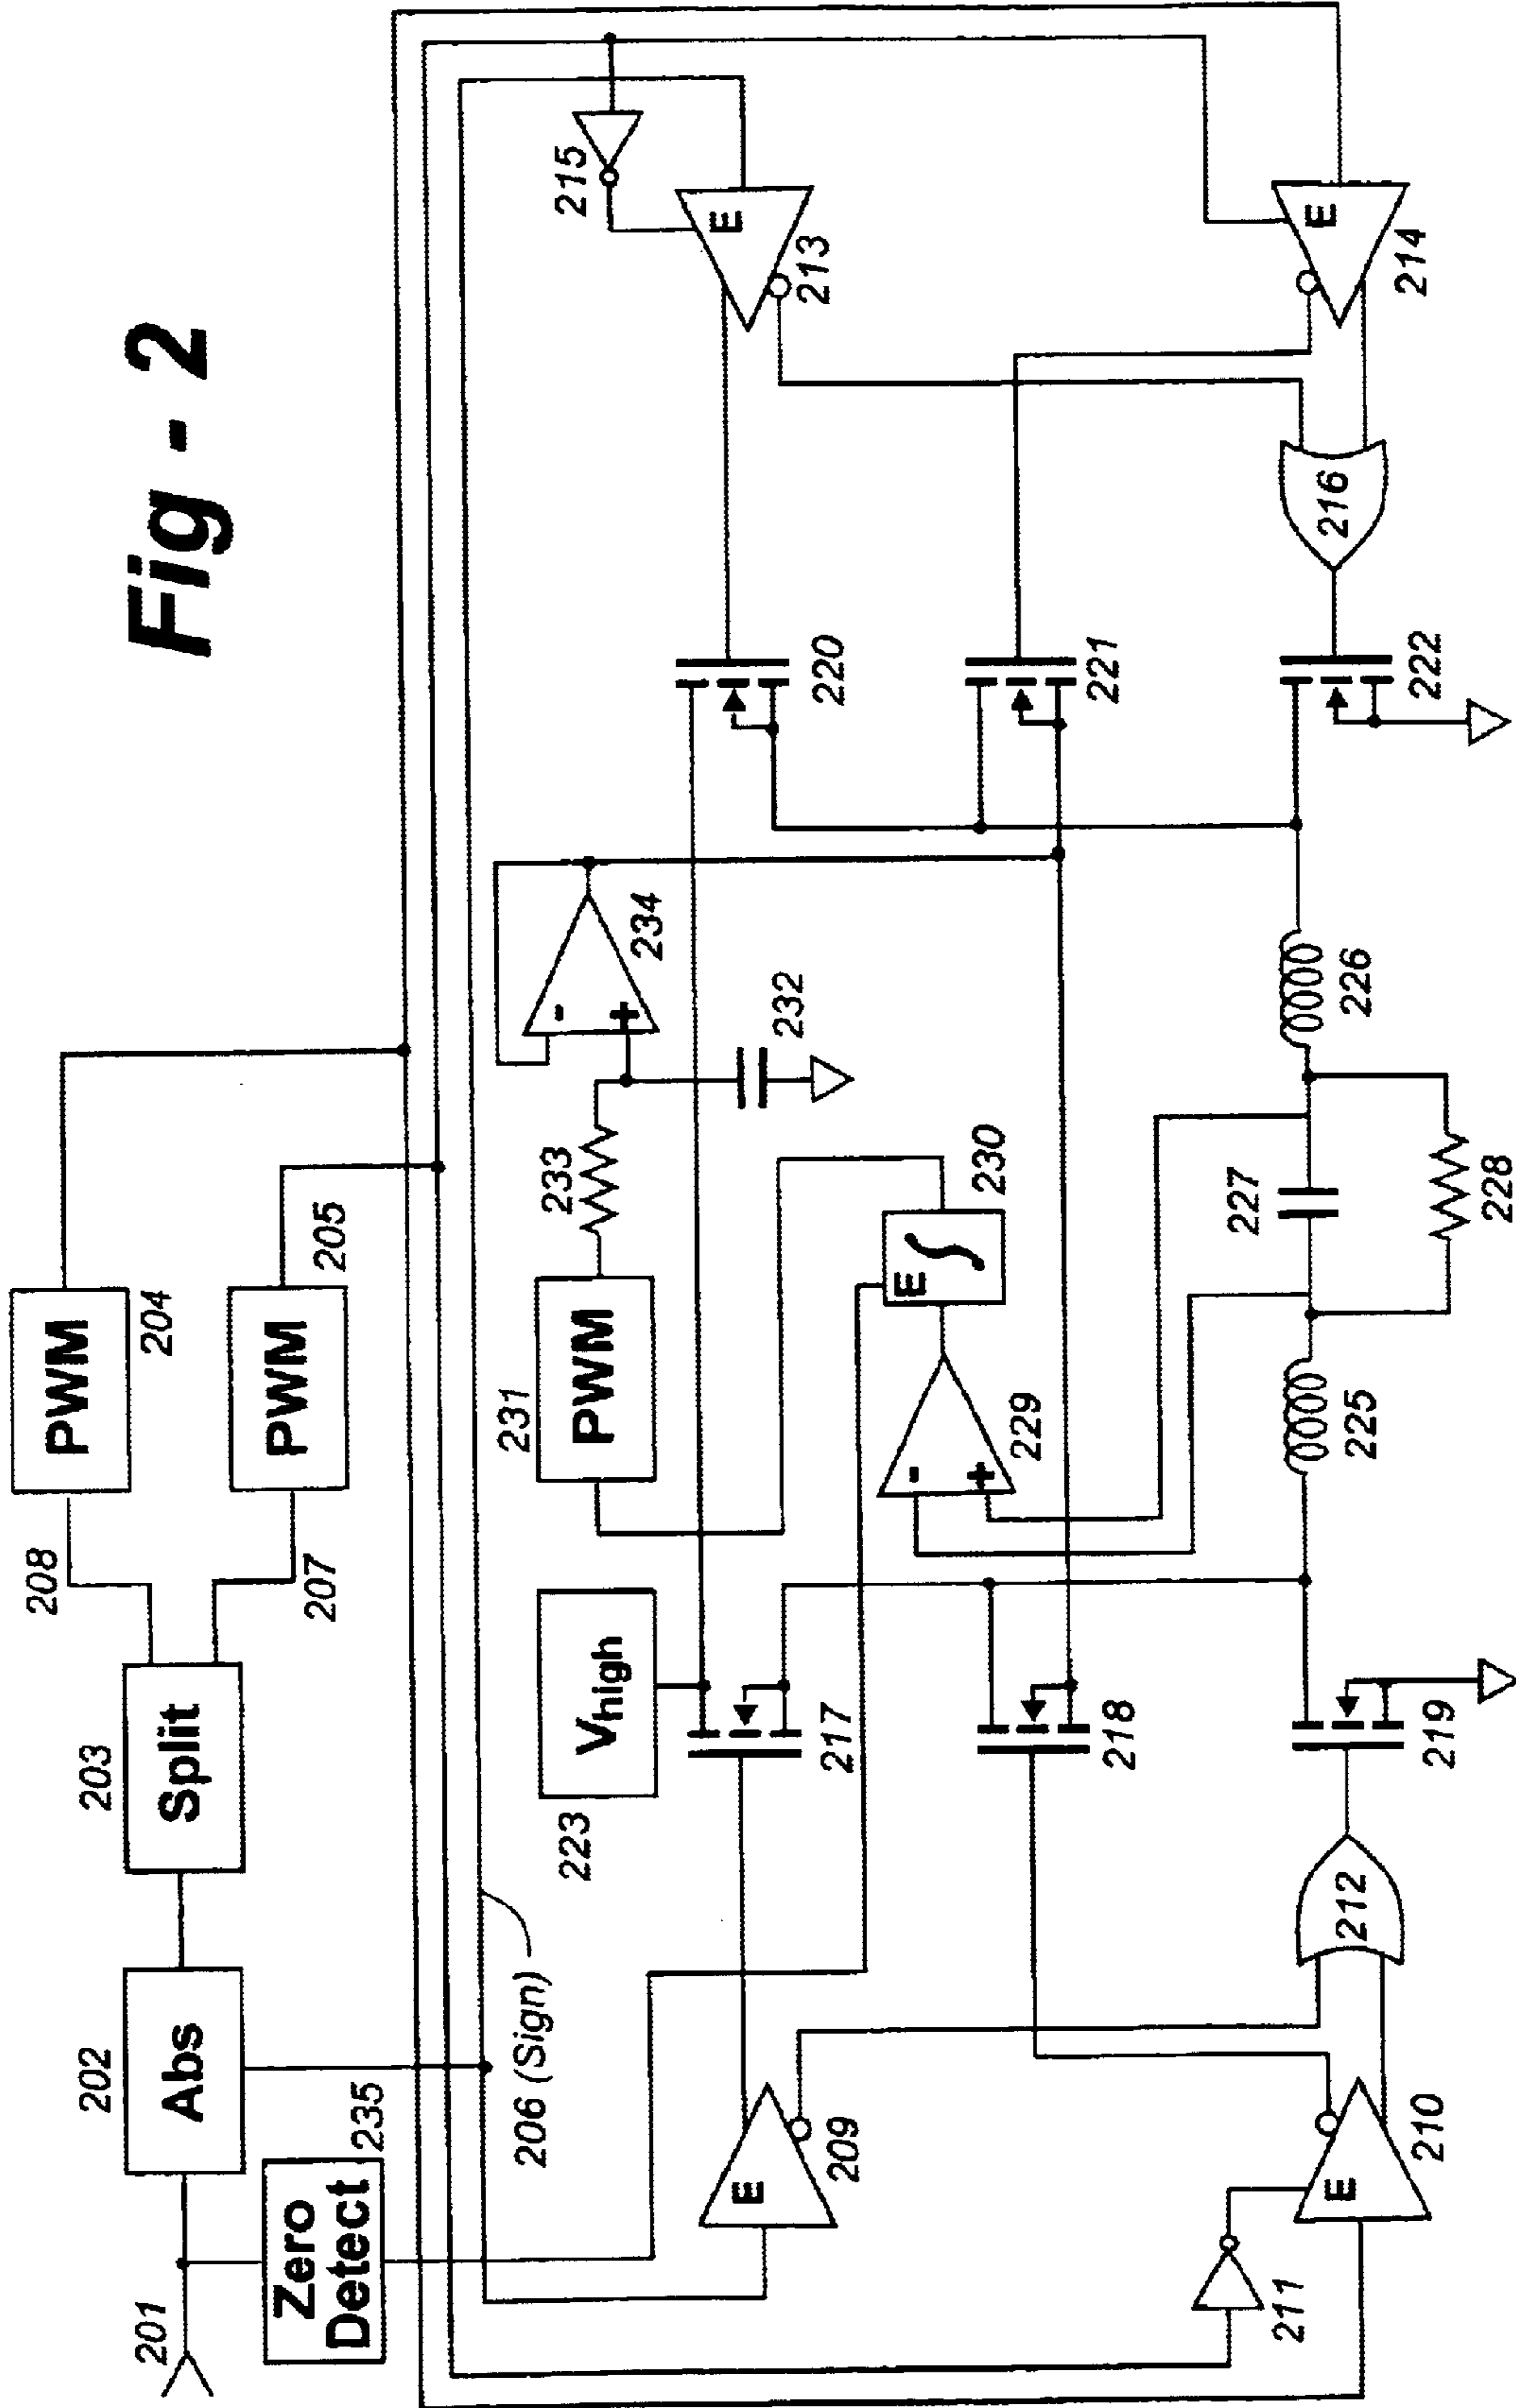 Fig - 2
201
202
Abs
Zero
Detect
235
203
Split
208
207
PWM
204
PWM
205
206 (Sign)
223
Vhigh
231
PWM
233
232
-
+
234
E
209
211
E
210
212
217
218
219
-
+
229
E
∫
230
225
227
228
226
220
221
222
216
215
E
213
E
214